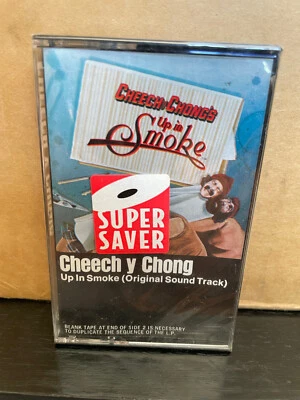 CHEECH & CHONG'S
Up in
Smoke
SUPER
SAVER
Cheech y Chong
Up In Smoke (Original Sound Track)
BLANK TAPE AT END OF SIDE 2 IS NECESSARY
TO DUPLICATE THE SEQUENCE OF THE L.P.